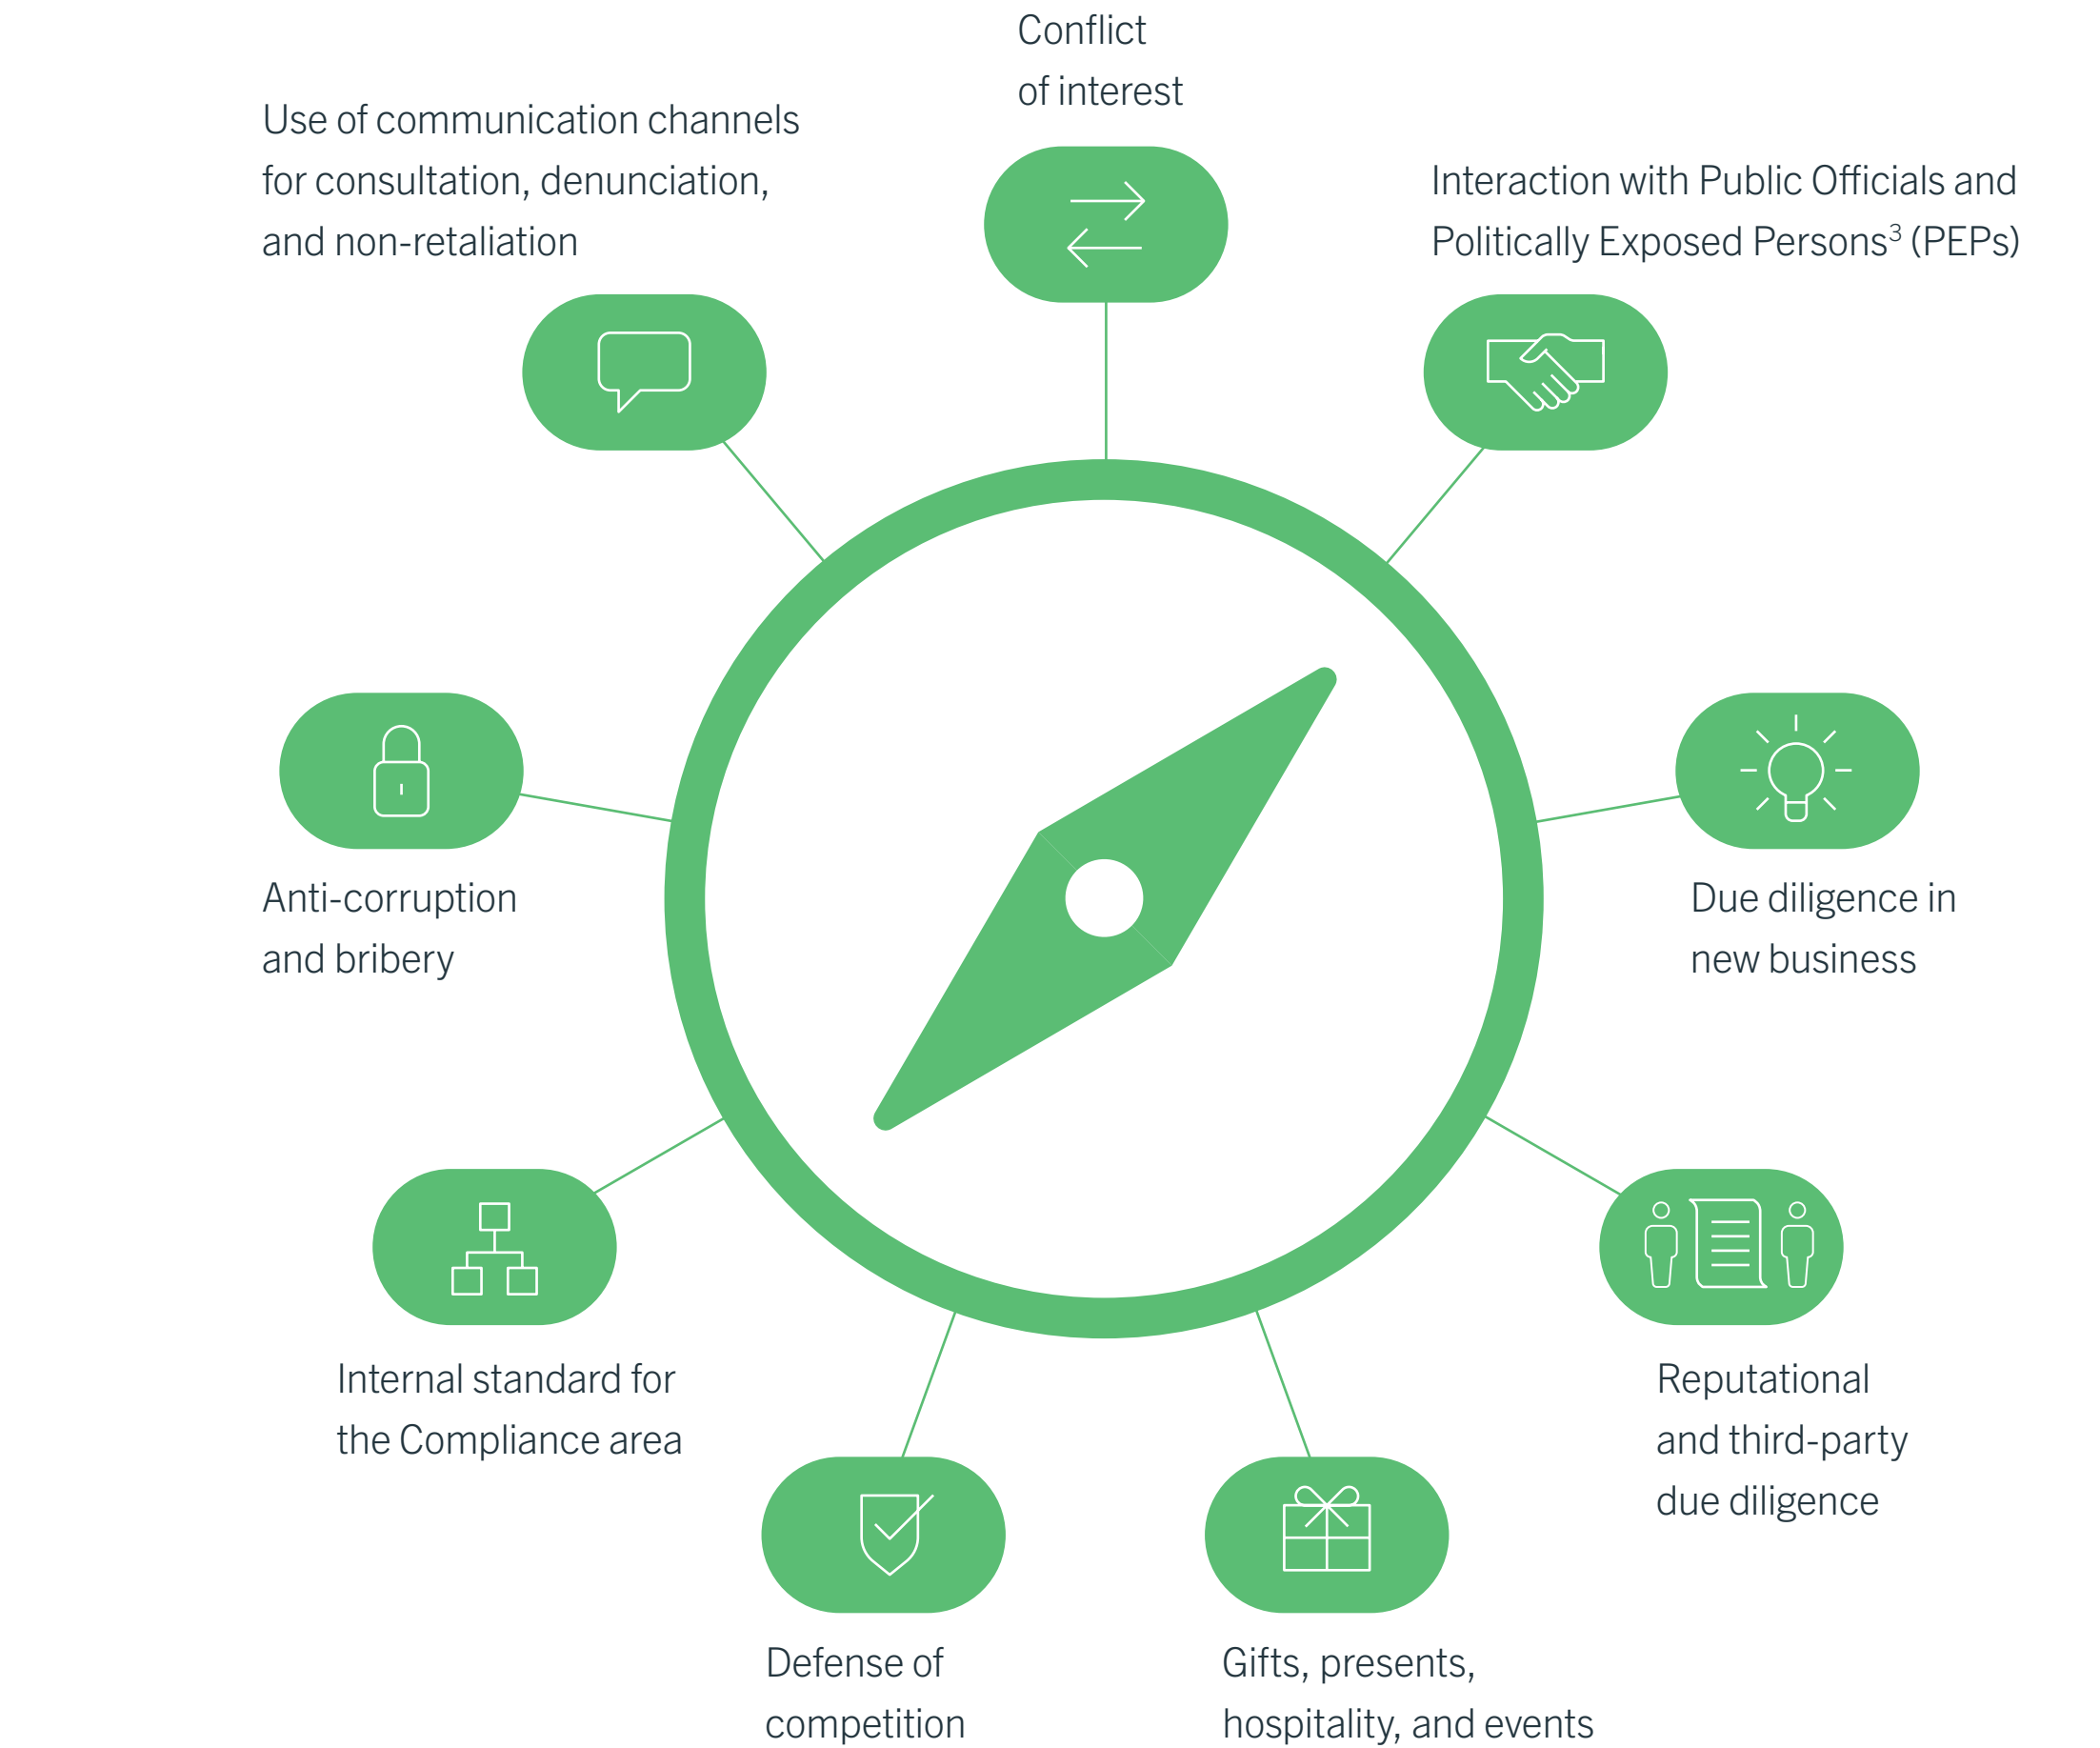 Conflict
of interest
Use of communication channels
for consultation, denunciation,
and non-retaliation
Interaction with Public Officials and
Politically Exposed Persons³ (PEPs)
Anti-corruption
and bribery
Due diligence in
new business
Internal standard for
the Compliance area
Reputational
and third-party
due diligence
Defense of
competition
Gifts, presents,
hospitality, and events